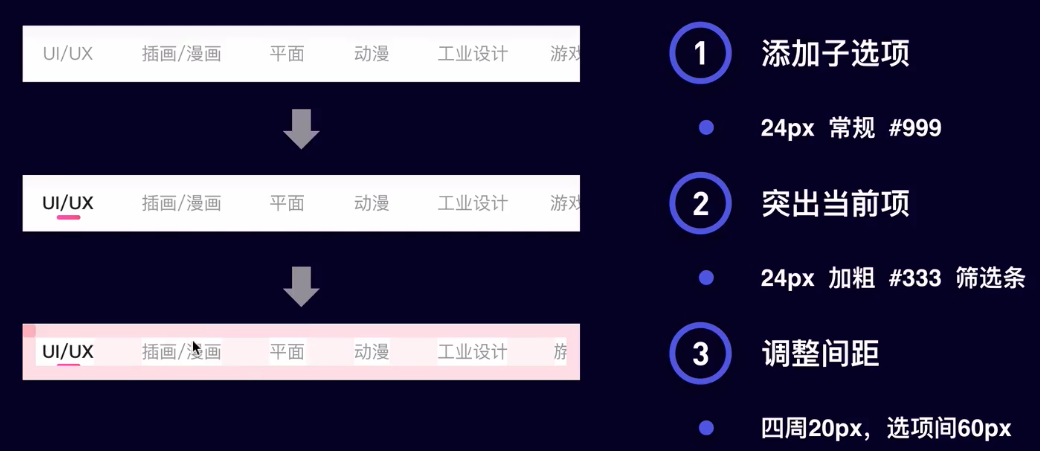 UI/UX 插画/漫画 平面 动漫 工业设计 游戏
1 添加子选项
24px 常规 #999
UI/UX 插画/漫画 平面 动漫 工业设计 游戏
2 突出当前项
24px 加粗 #333 筛选条
UI/UX 插画/漫画 平面 动漫 工业设计 游
3 调整间距
四周20px，选项间60px